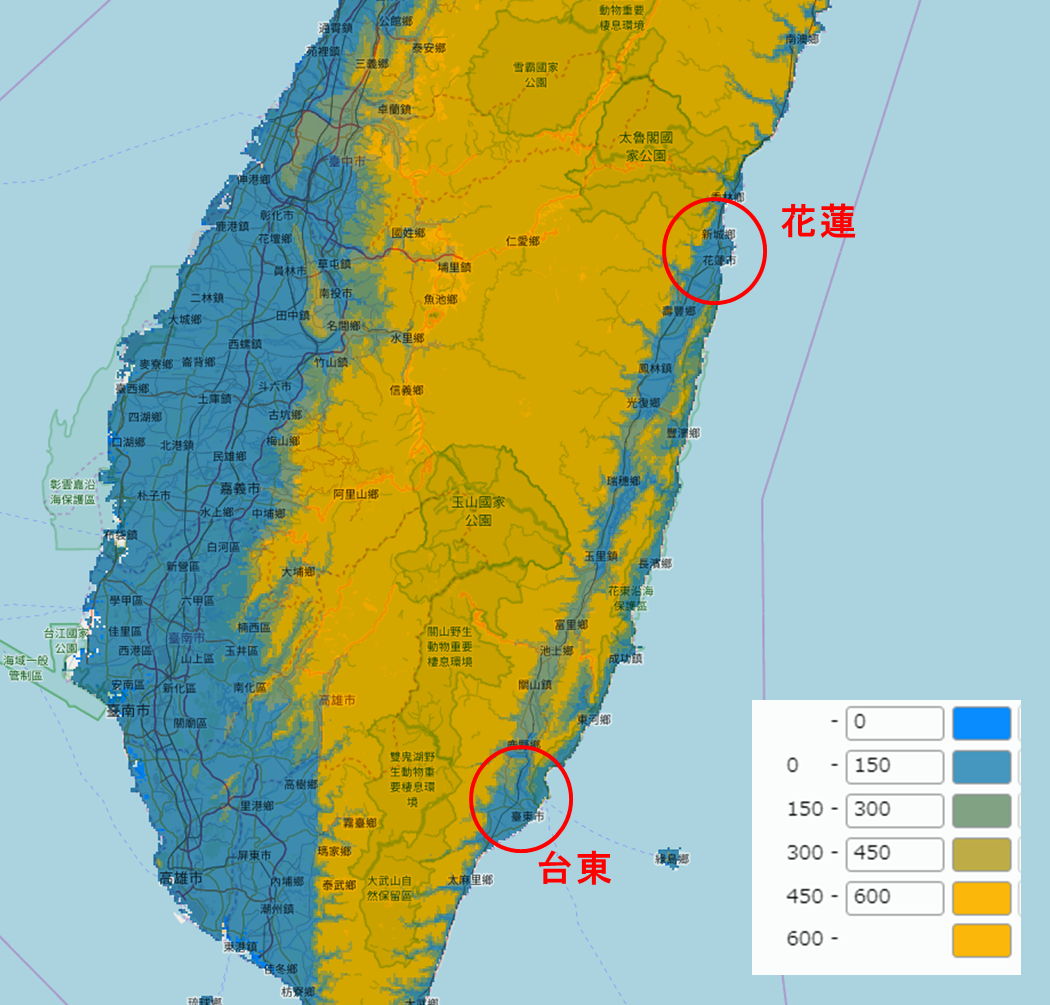 動物重要
棲息環境
公館鄉
通霄鎮
南澳鄉
泰安鄉
苑裡鎮
三義鄉
雪霸國家
公園
卓蘭鎮
太魯閣國
家公園
臺中市
伸港鄉
秀林鄉
花蓮
彰化市
鹿港鎮
國姓鄉
新城鄉
花壇鄉
仁愛鄉
花蓮市
草屯鎮
埔里鎮
員林市
南投市
二林鎮
魚池鄉
壽豐鄉
田中鎮
大城鄉
名間鄉
水里鄉
西螺鎮
竹山鎮
麥寮鄉
崙背鄉
鳳林鎮
臺西鄉
斗六市
信義鄉
土庫鎮
光復鄉
四湖鄉
古坑鄉
豐濱鄉
口湖鄉
北港鎮
梅山鄉
民雄鄉
瑞穗鄉
彰雲嘉沿
海保護區
嘉義市
朴子市
阿里山鄉
玉山國家
公園
水上鄉
中埔鄉
布袋鎮
白河區
玉里鎮
長濱鄉
新營區
大埔鄉
花東沿海
保護區
學甲區
六甲區
富里鄉
台江國家
公園
佳里區
楠西區
臺南市
關山野生
動物重要
棲息環境
西港區
玉井區
山上區
池上鄉
成功鎮
海域一般
管制區
安南區
新化區
南化區
關山鎮
高雄市
臺南市
關廟區
東河鄉
鹿野鄉
雙鬼湖野
生動物重
要棲息環
境
高樹鄉
里港鄉
臺東市
霧臺鄉
台東
瑪家鄉
屏東市
綠島鄉
高雄市
內埔鄉
泰武鄉
大武山自
然保留區
太麻里鄉
潮州鎮
東港鎮
佳冬鄉
枋寮鄉
琉球鄉
大武鄉
- 0
0 - 150
150 - 300
300 - 450
450 - 600
600 -